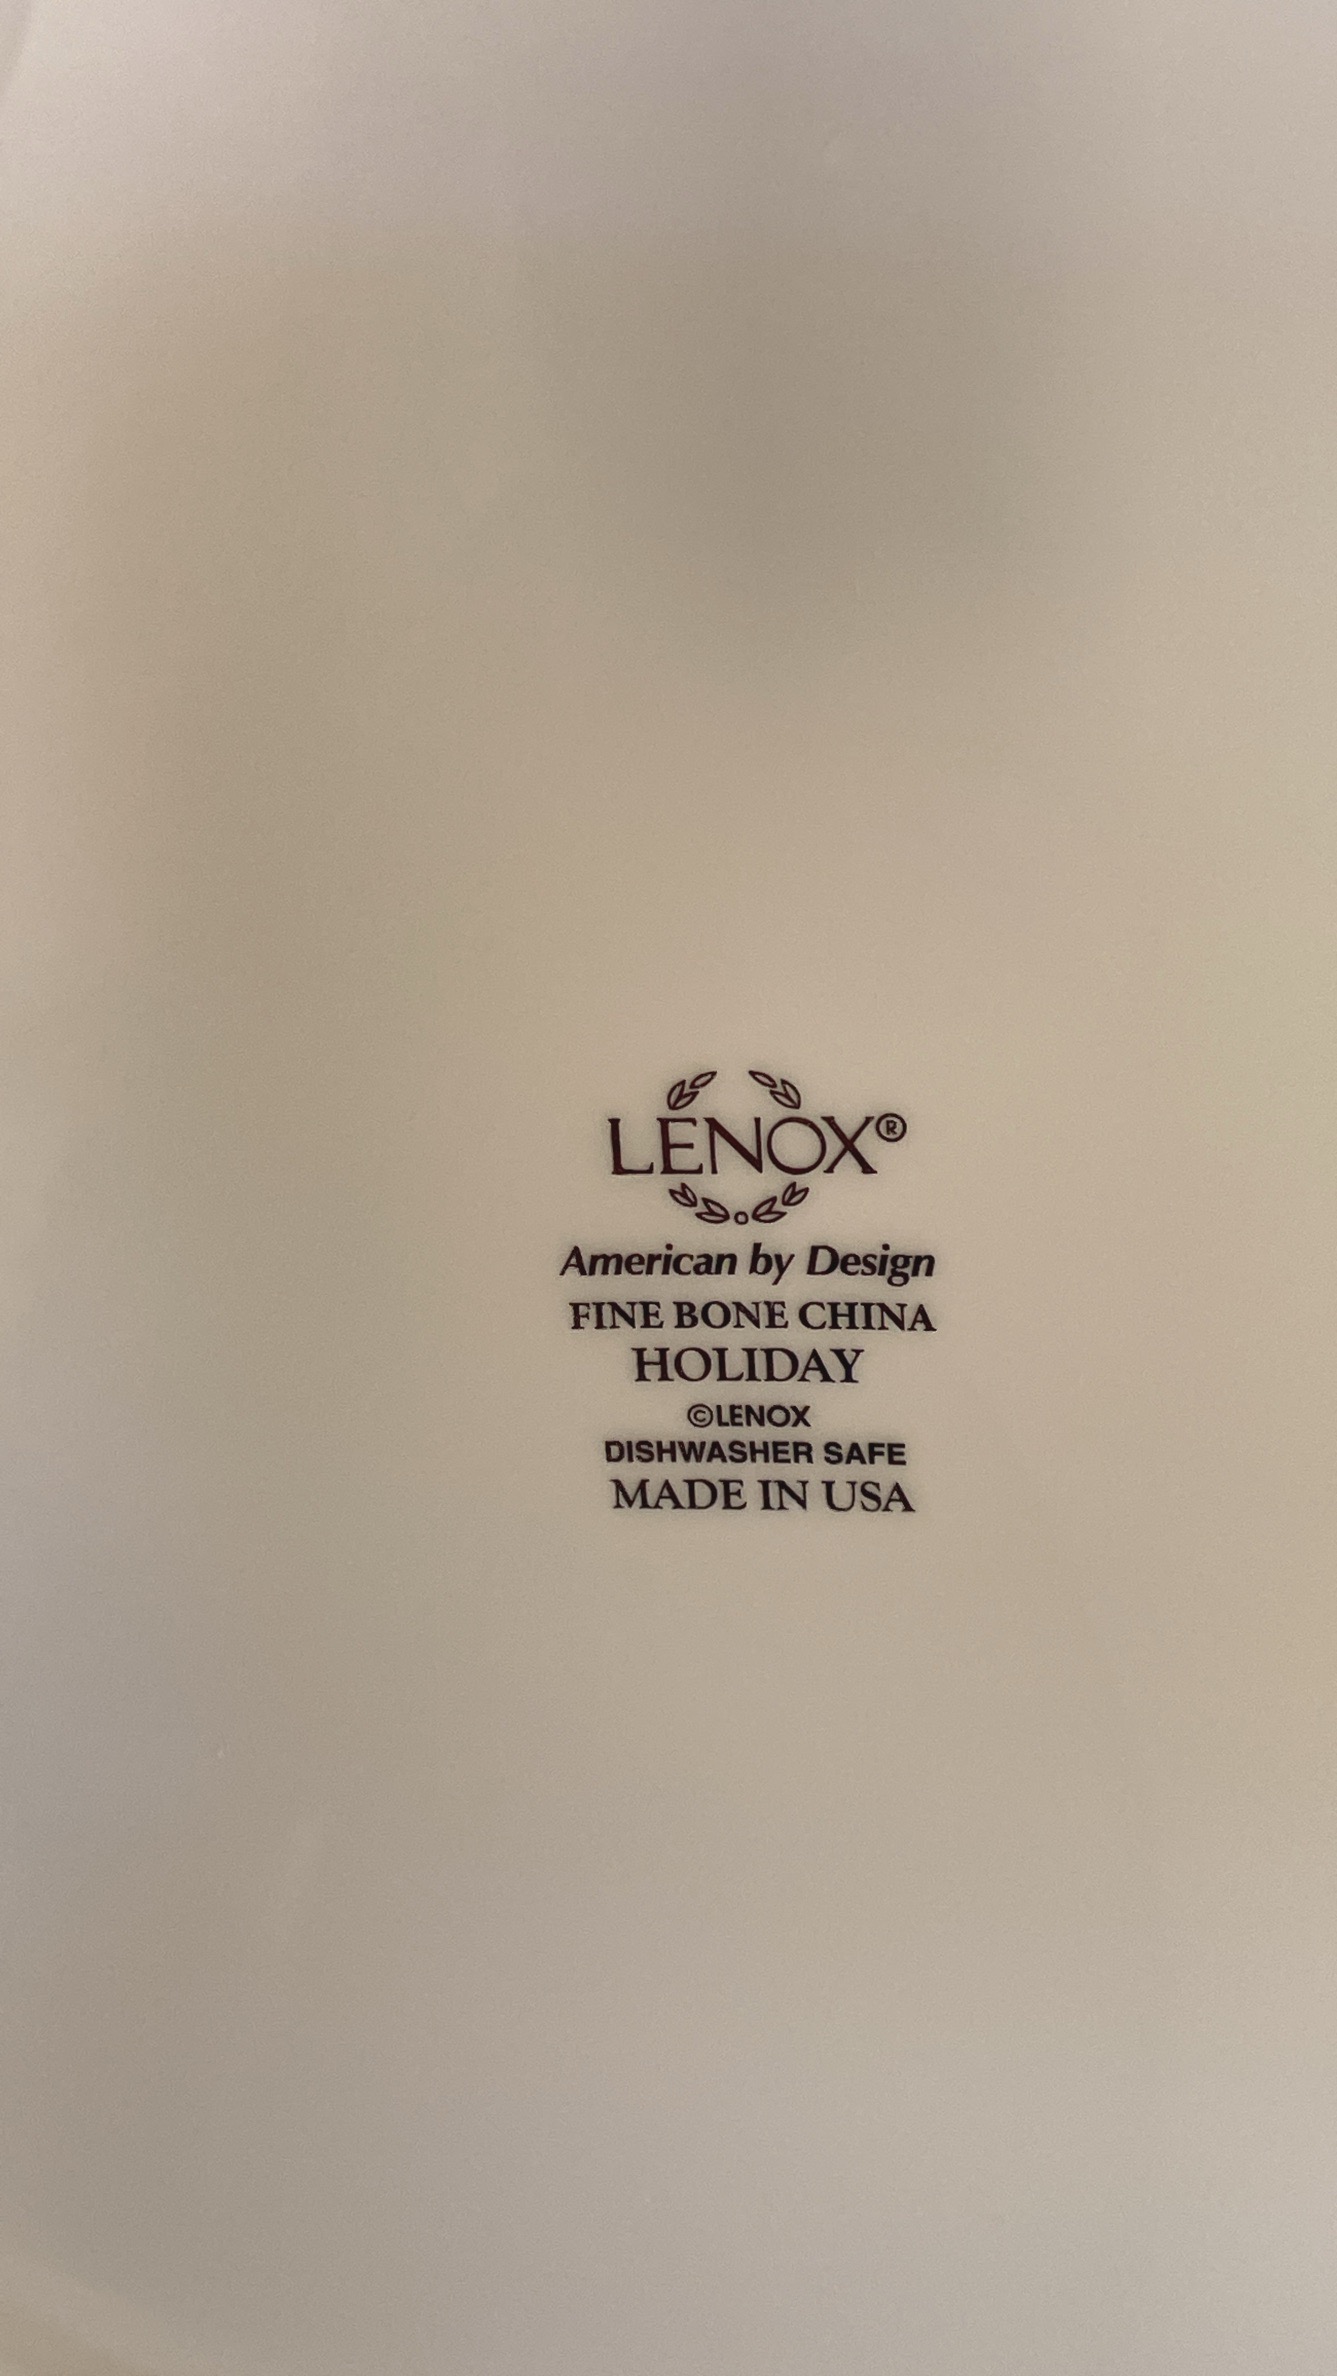 LENOX®
American by Design
FINE BONE CHINA
HOLIDAY
©LENOX
DISHWASHER SAFE
MADE IN USA